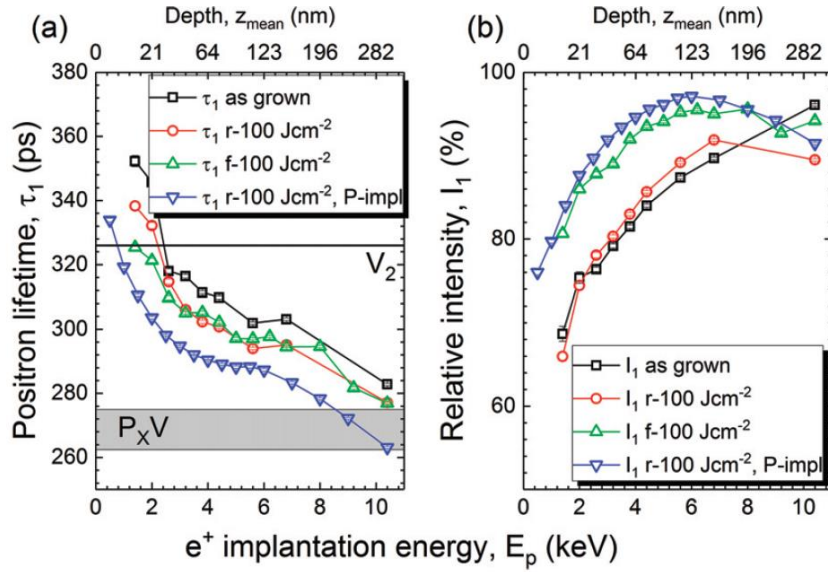 Depth, z_mean (nm)
0 21 64 123 196 282
(a)
380
360
340
320
300
280
260
Positron lifetime, τ₁ (ps)
τ₁ as grown
τ₁ r-100 Jcm⁻²
τ₁ f-100 Jcm⁻²
τ₁ r-100 Jcm⁻², P-impl
V₂
PₓV
0 2 4 6 8 10
Depth, z_mean (nm)
0 21 64 123 196 282
(b)
100
80
60
Relative intensity, I₁ (%)
I₁ as grown
I₁ r-100 Jcm⁻²
I₁ f-100 Jcm⁻²
I₁ r-100 Jcm⁻², P-impl
0 2 4 6 8 10
e⁺ implantation energy, Eₚ (keV)